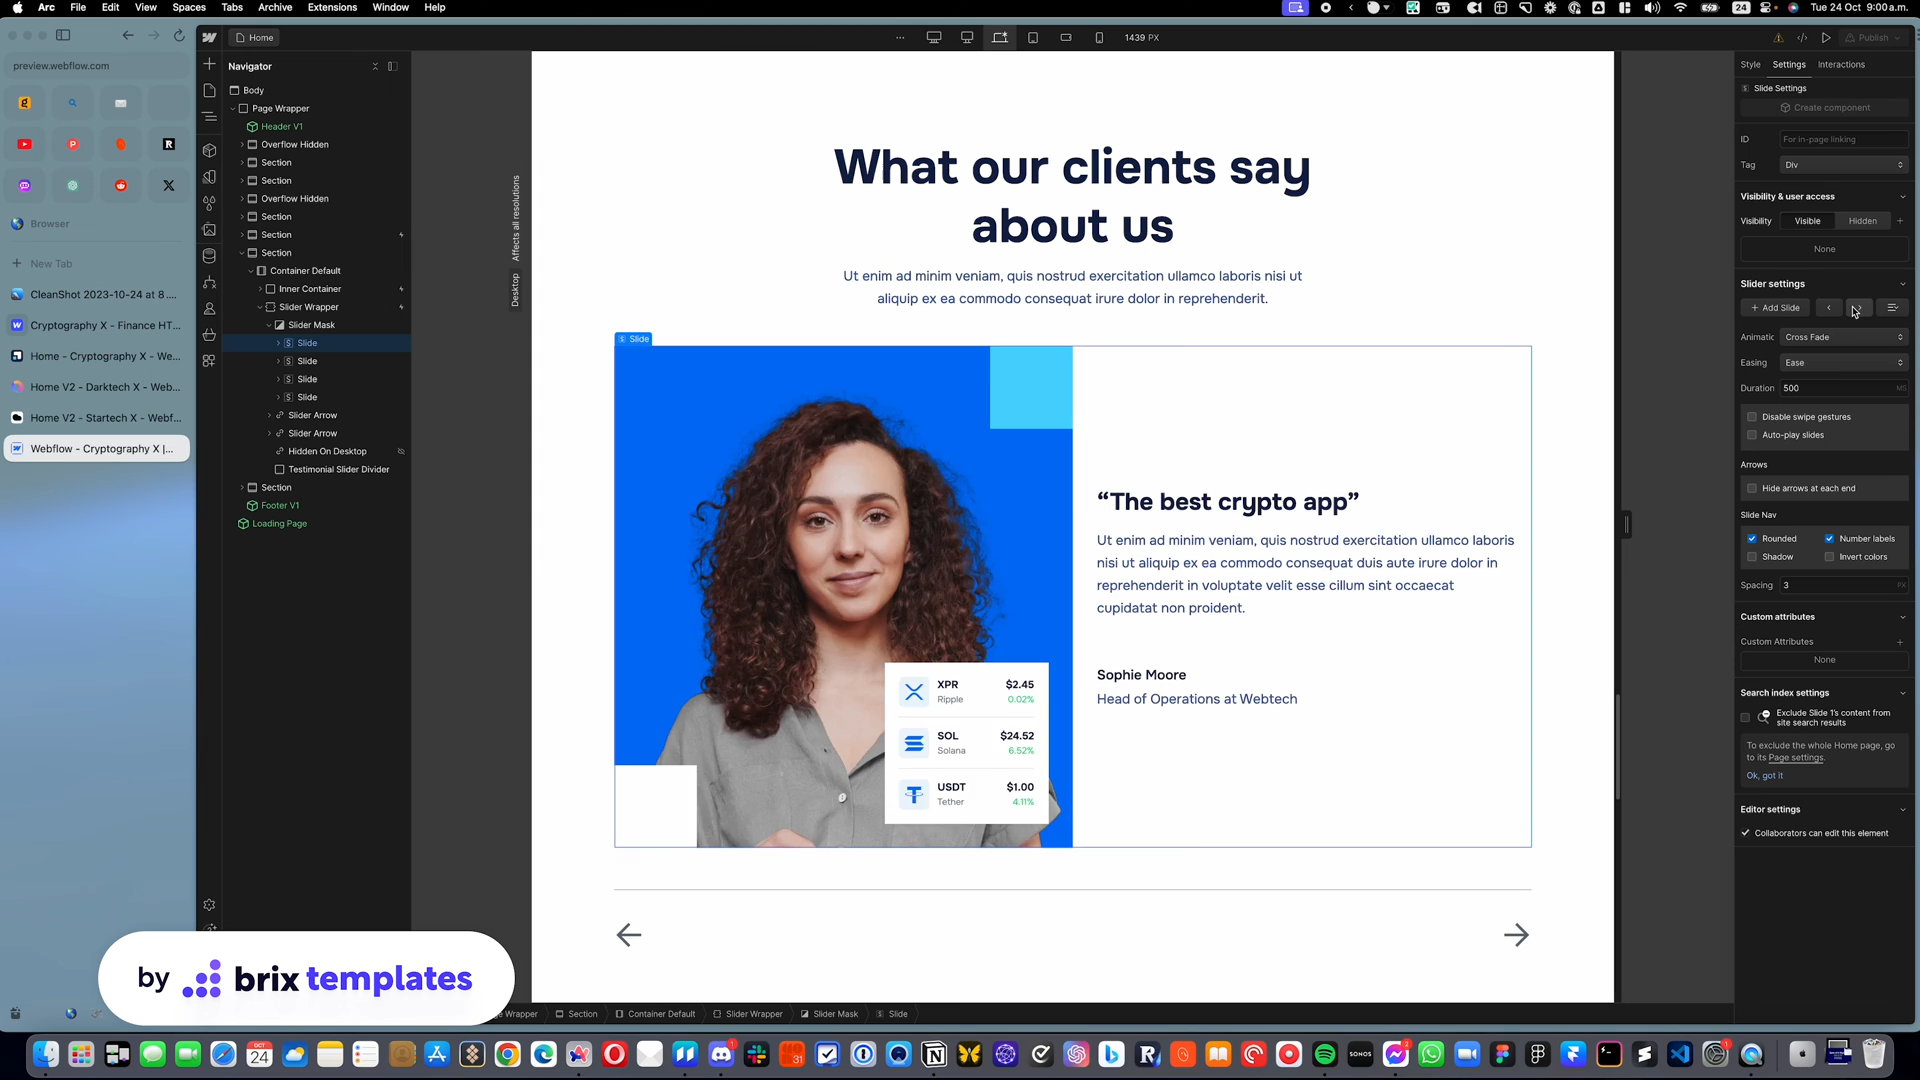 Arc File Edit View Spaces Tabs Archive Extensions Window Help
24 Tue 24 Oct 9:00 a.m.
preview.webflow.com
Browser
New Tab
CleanShot 2023-10-24 at 8....
Cryptography X - Finance HT...
Home - Cryptography X - We...
Home V2 - Darktech X - Web...
Home V2 - Startech X - Webf...
Webflow - Cryptography X |...
Home
1439 PX
Publish
Navigator
Body
Page Wrapper
Header V1
Overflow Hidden
Section
Section
Overflow Hidden
Section
Section
Section
Container Default
Inner Container
Slider Wrapper
Slider Mask
Slide
Slide
Slide
Slide
Slider Arrow
Slider Arrow
Hidden On Desktop
Testimonial Slider Divider
Section
Footer V1
Loading Page
Desktop Affects all resolutions
What our clients say
about us
Ut enim ad minim veniam, quis nostrud exercitation ullamco laboris nisi ut
aliquip ex ea commodo consequat irure dolor in reprehenderit.
Slide
XPR $2.45
Ripple 0.02%
SOL $24.52
Solana 6.52%
USDT $1.00
Tether 4.11%
“The best crypto app”
Ut enim ad minim veniam, quis nostrud exercitation ullamco laboris
nisi ut aliquip ex ea commodo consequat duis aute irure dolor in
reprehenderit in voluptate velit esse cillum sint occaecat
cupidatat non proident.
Sophie Moore
Head of Operations at Webtech
Style Settings Interactions
Slide Settings
Create component
ID For in-page linking
Tag Div
Visibility & user access
Visibility Visible Hidden
None
Slider settings
Add Slide
Animatic Cross Fade
Easing Ease
Duration 500 MS
Disable swipe gestures
Auto-play slides
Arrows
Hide arrows at each end
Slide Nav
Rounded Number labels
Shadow Invert colors
Spacing 3 PX
Custom attributes
Custom Attributes
None
Search index settings
Exclude Slide 1's content from
site search results
To exclude the whole Home page, go
to its Page settings.
Ok, got it
Editor settings
Collaborators can edit this element
by brix templates
ge Wrapper Section Container Default Slider Wrapper Slider Mask Slide